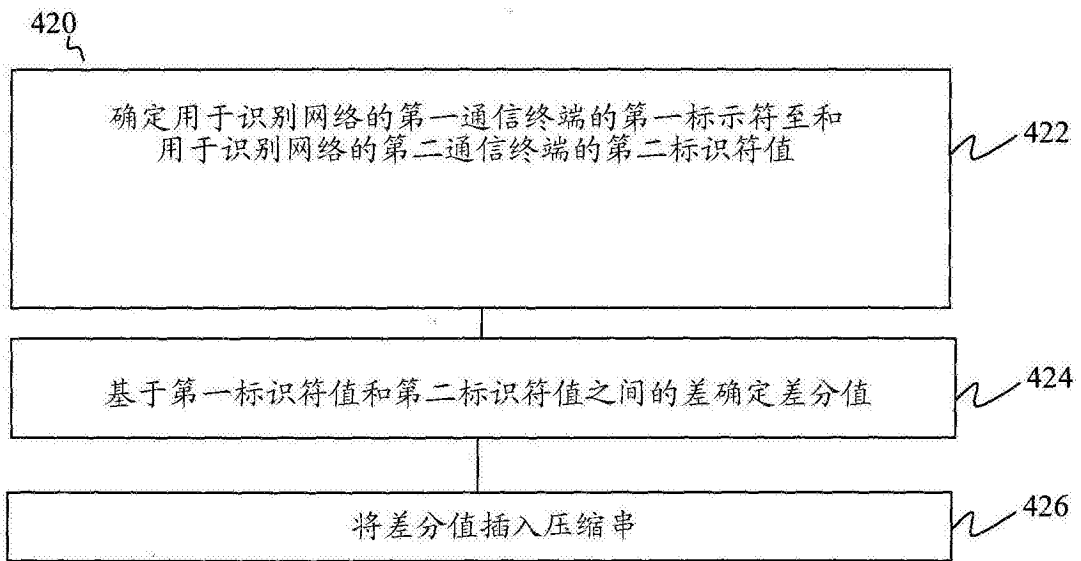 420
确定用于识别网络的第一通信终端的第一标示符至和
用于识别网络的第二通信终端的第二标识符值
422
基于第一标识符值和第二标识符值之间的差确定差分值
424
将差分值插入压缩串
426